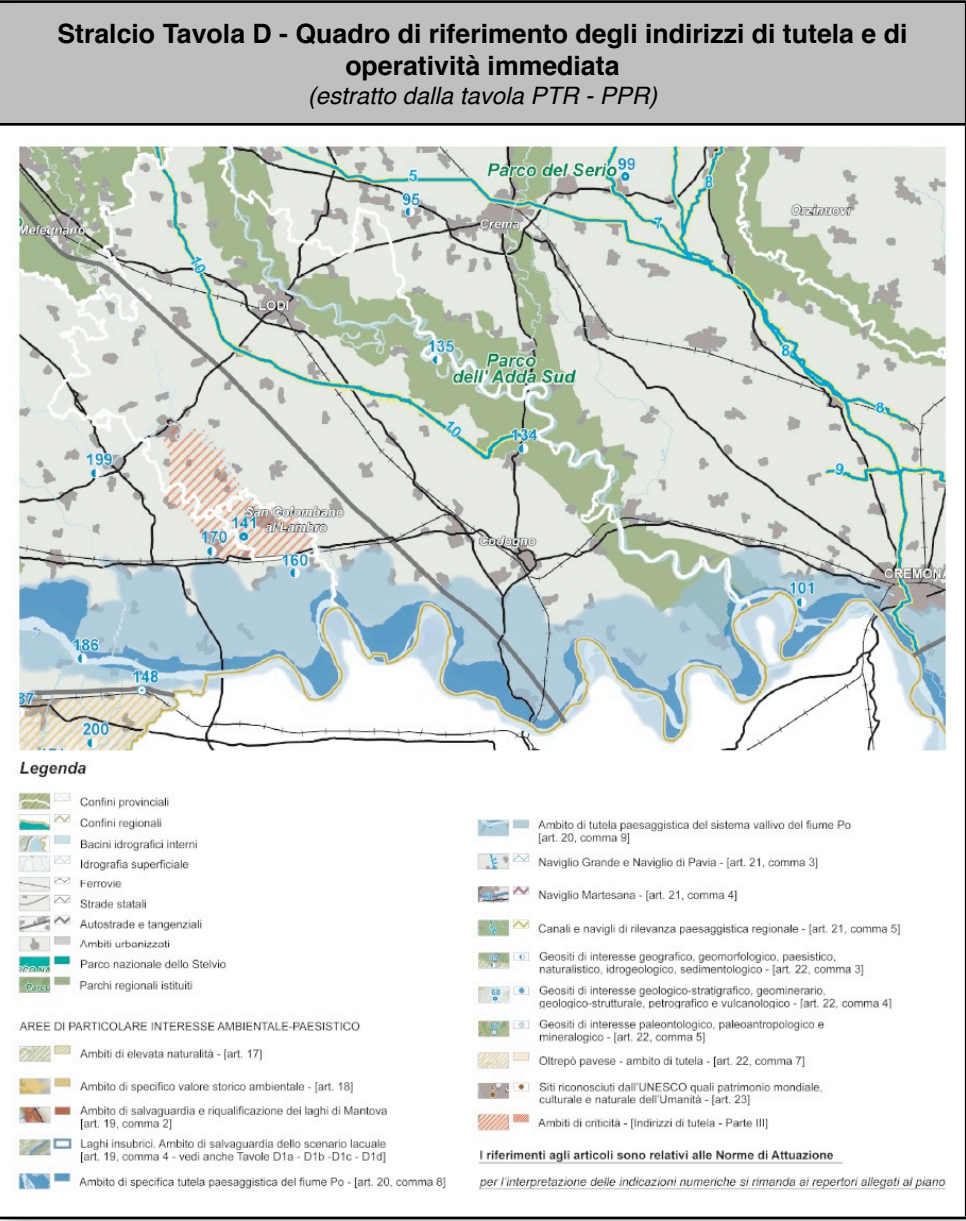 Stralcio Tavola D - Quadro di riferimento degli indirizzi di tutela e di
operatività immediata
(estratto dalla tavola PTR - PPR)
5
Parco del Serio
99
95
Crema
7
8
Orzinuovi
Melegnano
10
LODI
135
Parco
dell'Adda Sud
8
8
10
134
9
199
San Colombano
al Lambro
141
170
160
Codogno
CREMONA
101
186
148
87
200
Legenda
Confini provinciali
Confini regionali
Bacini idrografici interni
Idrografia superficiale
Ferrovie
Strade statali
Autostrade e tangenziali
Ambiti urbanizzati
Parco nazionale dello Stelvio
Parchi regionali istituiti
AREE DI PARTICOLARE INTERESSE AMBIENTALE-PAESISTICO
Ambiti di elevata naturalità - [art. 17]
Ambito di specifico valore storico ambientale - [art. 18]
Ambito di salvaguardia e riqualificazione dei laghi di Mantova
[art. 19, comma 2]
Laghi insubrici. Ambito di salvaguardia dello scenario lacuale
[art. 19, comma 4 - vedi anche Tavole D1a - D1b -D1c - D1d]
Ambito di specifica tutela paesaggistica del fiume Po - [art. 20, comma 8]
Ambito di tutela paesaggistica del sistema vallivo del fiume Po
[art. 20, comma 9]
Naviglio Grande e Naviglio di Pavia - [art. 21, comma 3]
Naviglio Martesana - [art. 21, comma 4]
Canali e navigli di rilevanza paesaggistica regionale - [art. 21, comma 5]
Geositi di interesse geografico, geomorfologico, paesistico,
naturalistico, idrogeologico, sedimentologico - [art. 22, comma 3]
Geositi di interesse geologico-stratigrafico, geominerario,
geologico-strutturale, petrografico e vulcanologico - [art. 22, comma 4]
Geositi di interesse paleontologico, paleoantropologico e
mineralogico - [art. 22, comma 5]
Oltrepò pavese - ambito di tutela - [art. 22, comma 7]
Siti riconosciuti dall'UNESCO quali patrimonio mondiale,
culturale e naturale dell'Umanità - [art. 23]
Ambiti di criticità - [Indirizzi di tutela - Parte III]
I riferimenti agli articoli sono relativi alle Norme di Attuazione
per l'interpretazione delle indicazioni numeriche si rimanda ai repertori allegati al piano